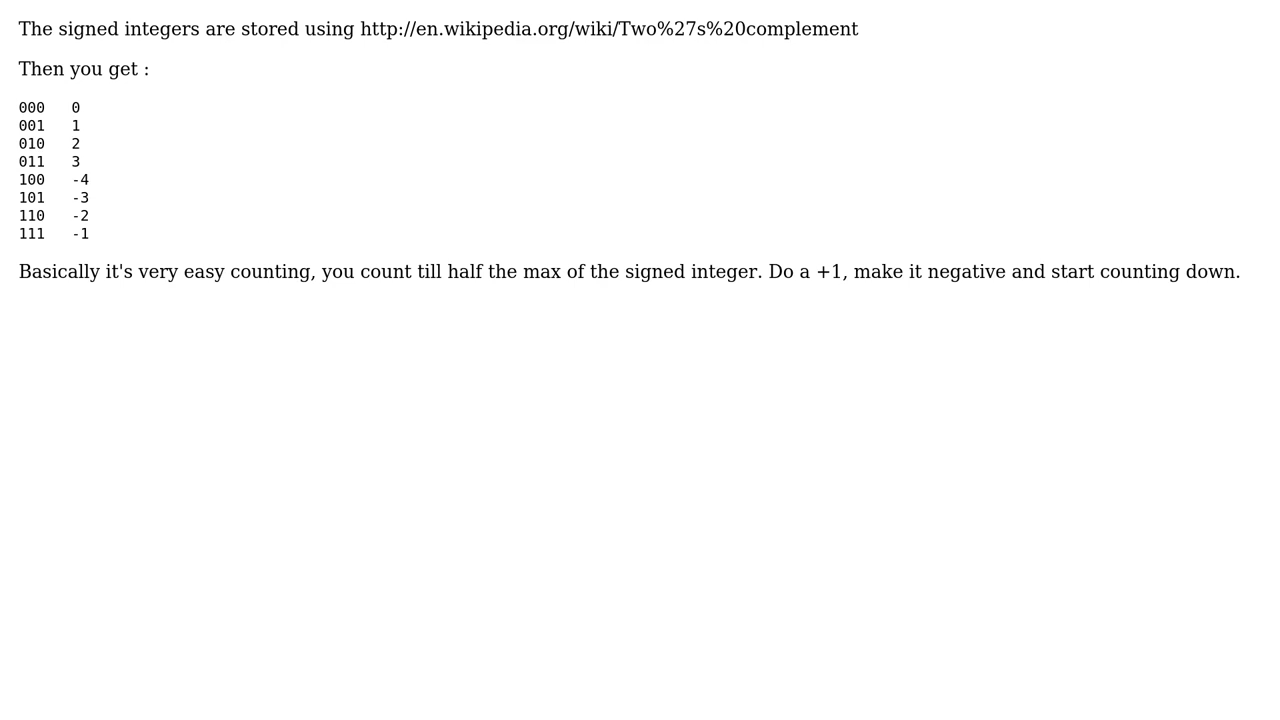 The signed integers are stored using http://en.wikipedia.org/wiki/Two%27s%20complement
Then you get :
000   0
001   1
010   2
011   3
100   -4
101   -3
110   -2
111   -1
Basically it's very easy counting, you count till half the max of the signed integer. Do a +1, make it negative and start counting down.